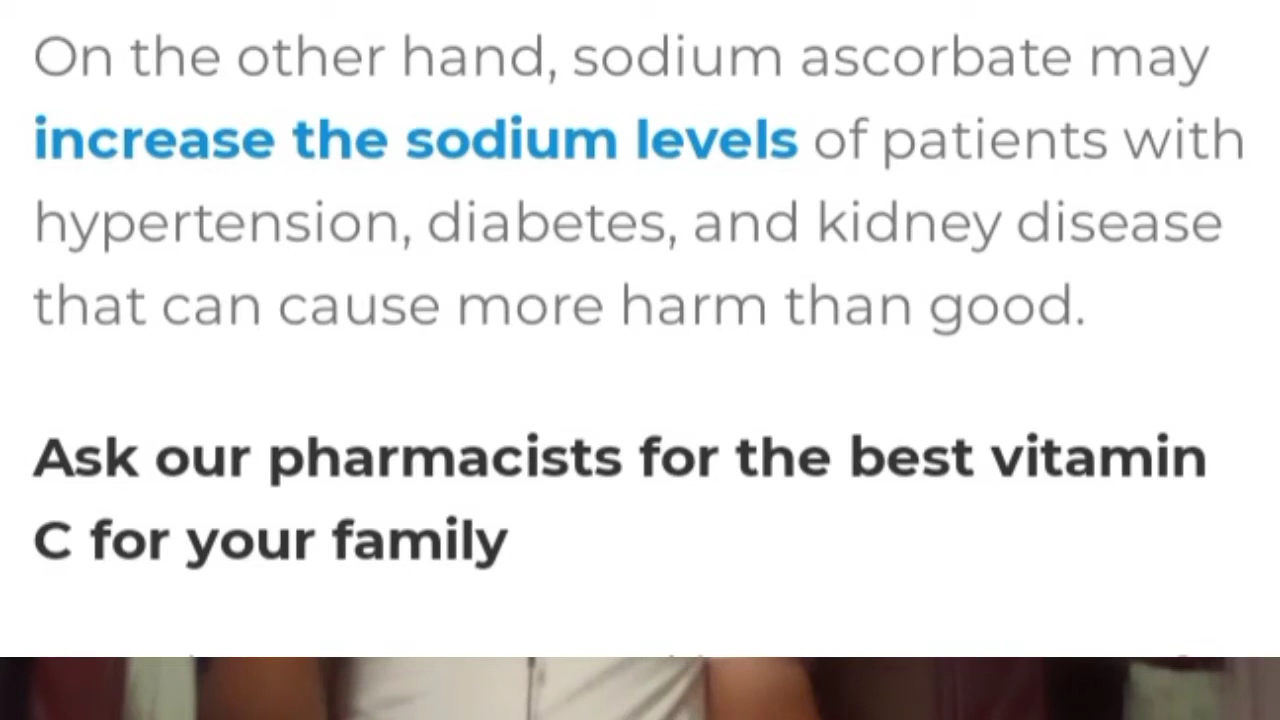 On the other hand, sodium ascorbate may
increase the sodium levels of patients with
hypertension, diabetes, and kidney disease
that can cause more harm than good.
Ask our pharmacists for the best vitamin
C for your family